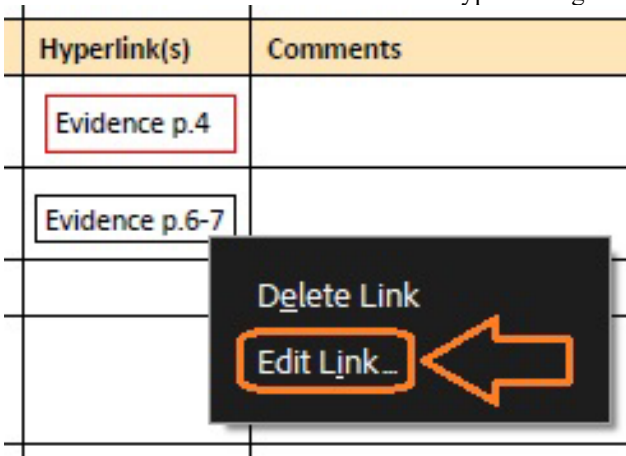 Hyperlink(s) Comments
Evidence p.4
Evidence p.6-7
Delete Link
Edit Link...